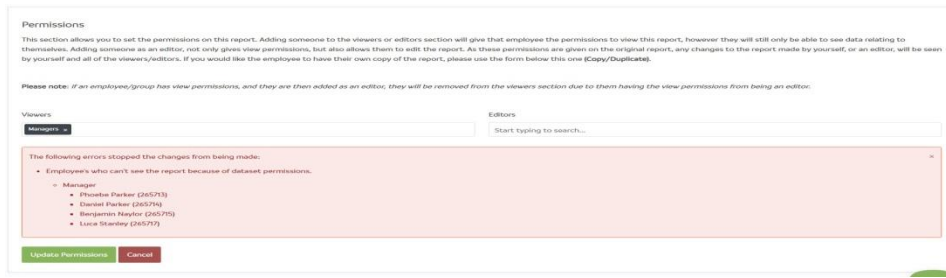 Permissions
This section allows you to set the permissions on this report. Adding someone to the viewers or editors section will give that employee the permissions to view this report, however they will still only be able to see data relating to
themselves. Adding someone as an editor, not only gives view permissions, but also allows them to edit the report. As these permissions are given on the original report, any changes to the report made by yourself, or an editor, will be seen
by yourself and all of the viewers/editors. If you would like the employee to have their own copy of the report, please use the form below this one (Copy/Duplicate).
Please note: if an employee/group has view permissions, and they are then added as an editor, they will be removed from the viewers section due to them having the view permissions from being an editor.
Viewers
Editors
Managers ×
Start typing to search...
The following errors stopped the changes from being made: ×
• Employee's who can't see the report because of dataset permissions.
○ Manager
• Phoebe Parker (265713)
• Daniel Parker (265714)
• Benjamin Naylor (265715)
• Luca Stanley (265717)
Update Permissions
Cancel